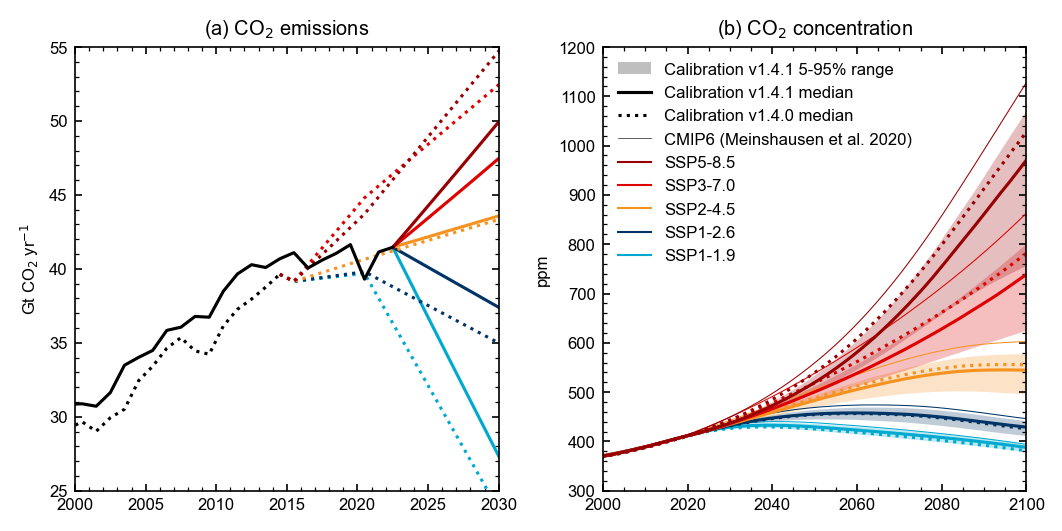 (a) CO₂ emissions
55
50
45
40
35
30
25
Gt CO₂ yr⁻¹
2000 2005 2010 2015 2020 2025 2030
(b) CO₂ concentration
1200
1100
1000
900
800
700
600
500
400
300
ppm
Calibration v1.4.1 5-95% range
Calibration v1.4.1 median
Calibration v1.4.0 median
CMIP6 (Meinshausen et al. 2020)
SSP5-8.5
SSP3-7.0
SSP2-4.5
SSP1-2.6
SSP1-1.9
2000 2020 2040 2060 2080 2100